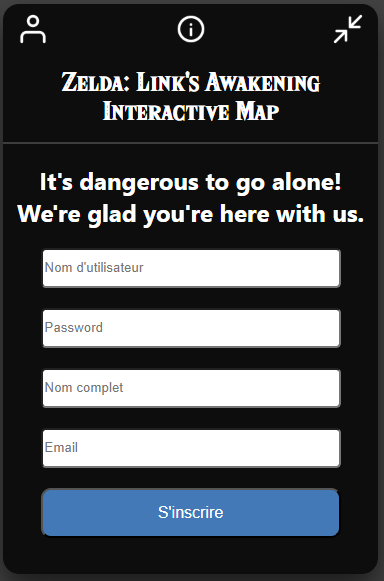 Zelda: Link's Awakening
Interactive Map
It's dangerous to go alone!
We're glad you're here with us.
Nom d'utilisateur
Password
Nom complet
Email
S'inscrire